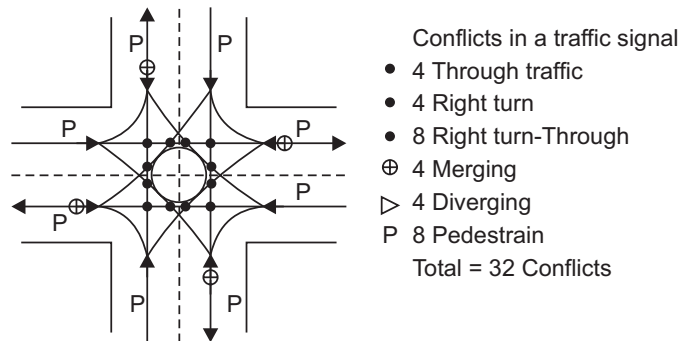 P
P
P
P
P
P
P
P
Conflicts in a traffic signal
4 Through traffic
4 Right turn
8 Right turn-Through
4 Merging
4 Diverging
P 8 Pedestrain
Total = 32 Conflicts